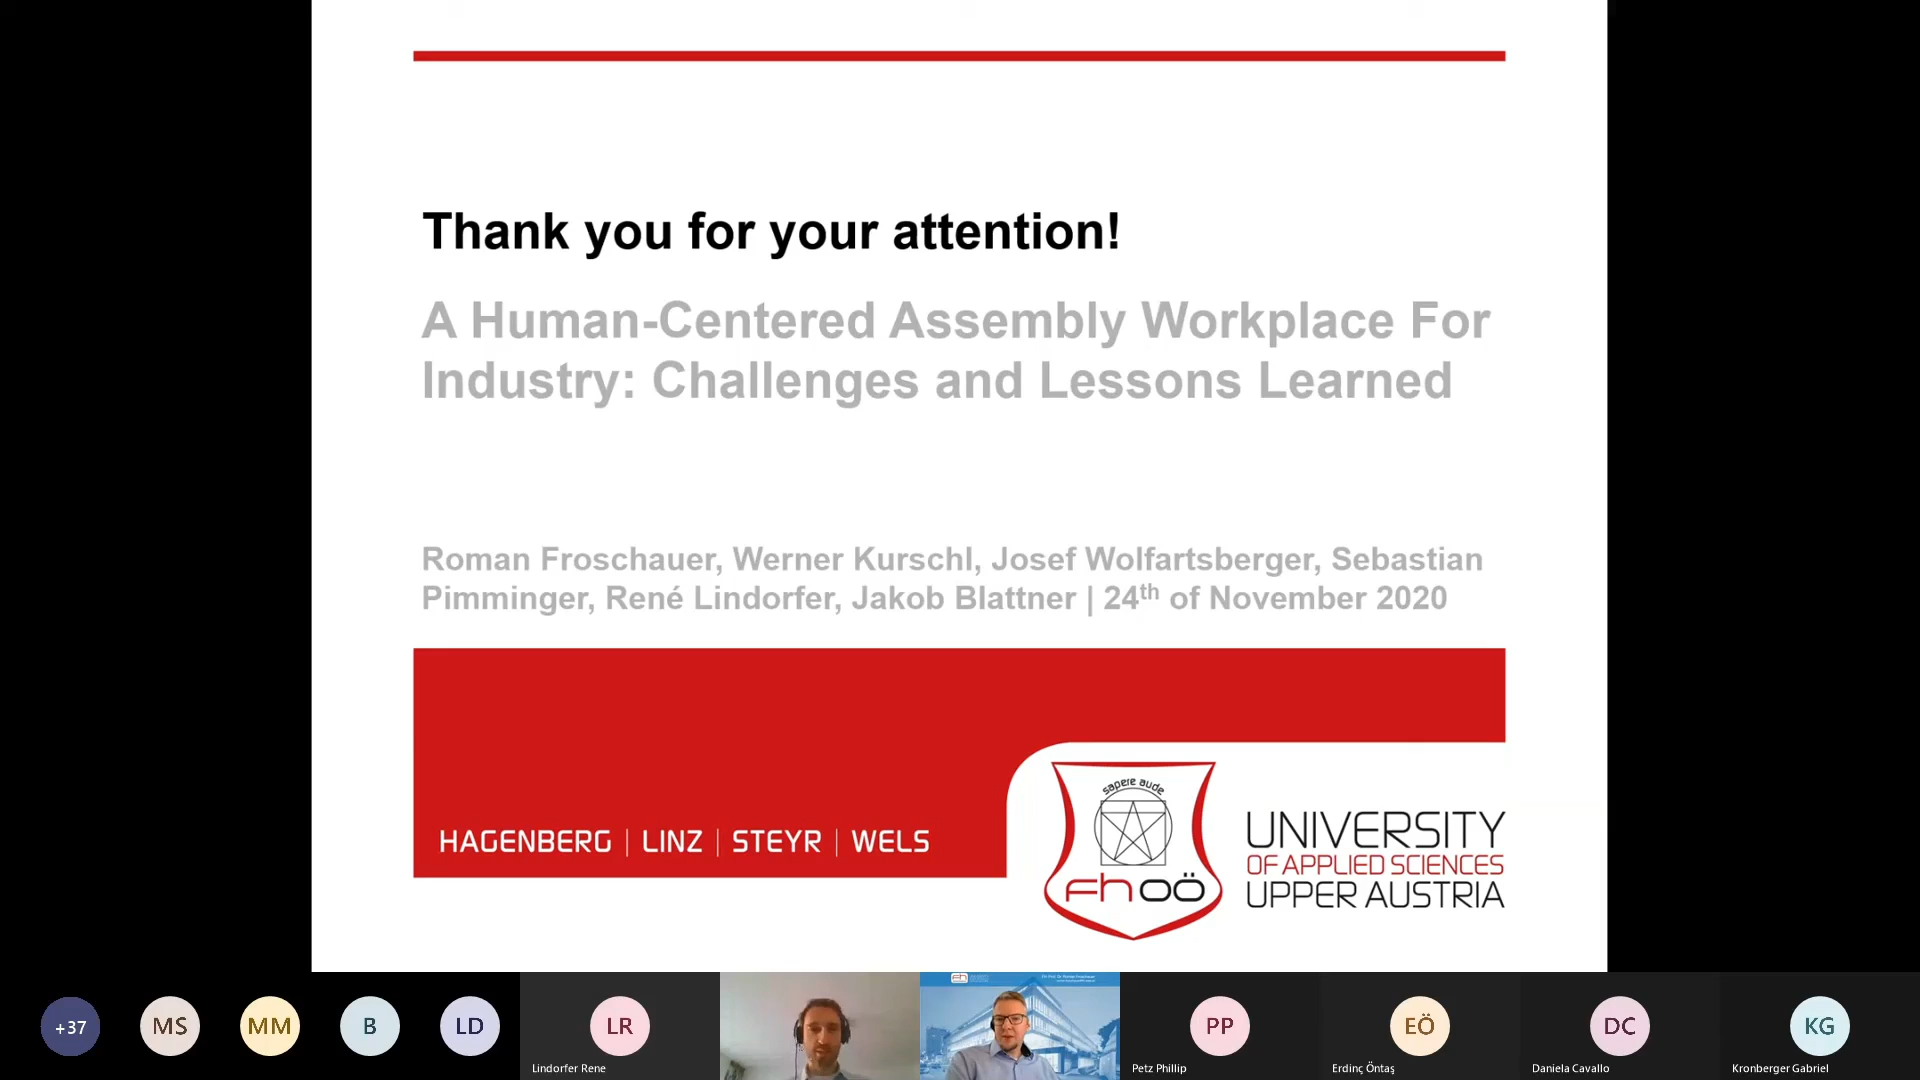 Thank you for your attention!
A Human-Centered Assembly Workplace For
Industry: Challenges and Lessons Learned
Roman Froschauer, Werner Kurschl, Josef Wolfartsberger, Sebastian
Pimminger, René Lindorfer, Jakob Blattner | 24th of November 2020
HAGENBERG | LINZ | STEYR | WELS
sapere aude
fh OÖ
UNIVERSITY
OF APPLIED SCIENCES
UPPER AUSTRIA
+37
MS
MM
B
LD
LR
Lindorfer Rene
PP
Petz Phillip
EÖ
Erdinç Öntaş
DC
Daniela Cavallo
KG
Kronberger Gabriel